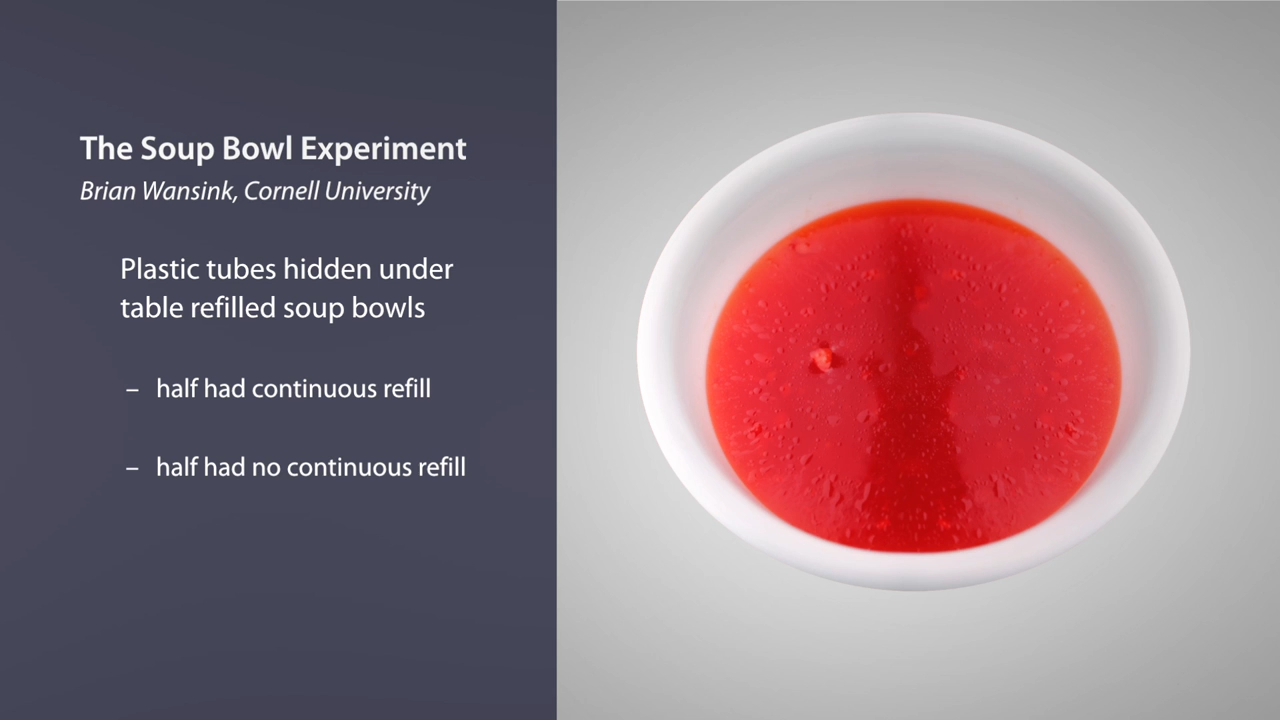 The Soup Bowl Experiment
Brian Wansink, Cornell University
Plastic tubes hidden under
table refilled soup bowls
– half had continuous refill
– half had no continuous refill